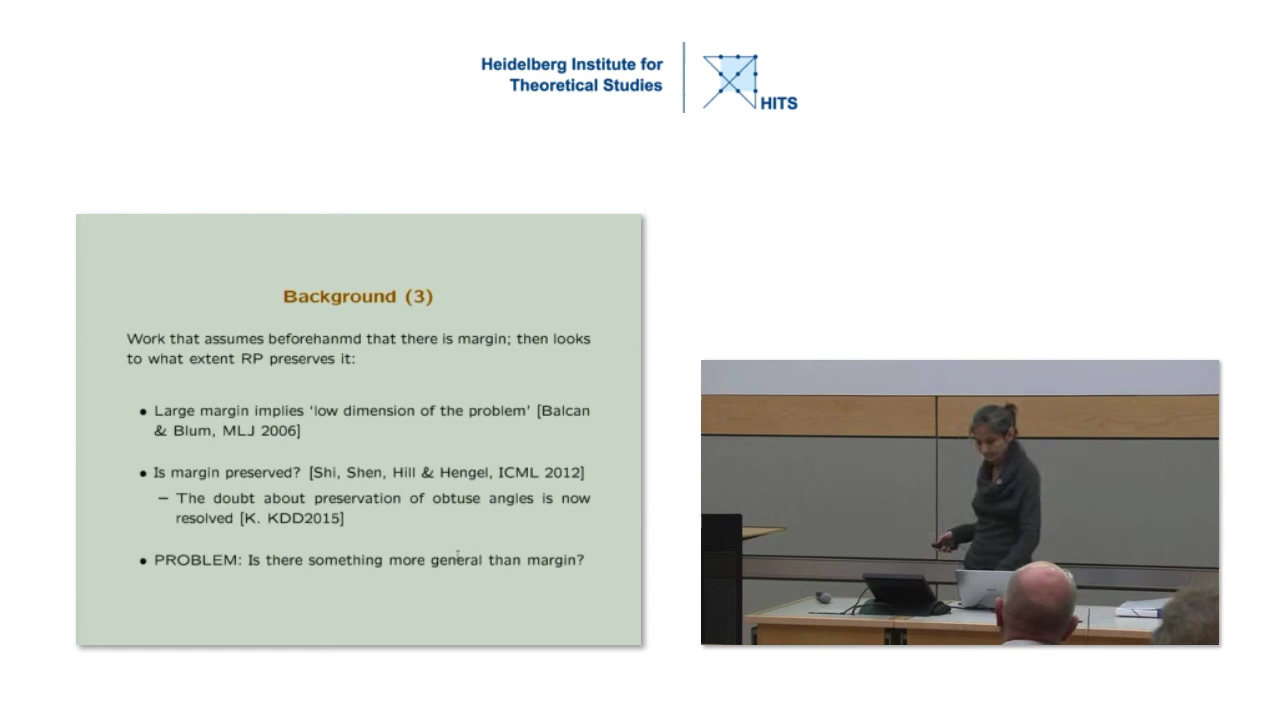 Heidelberg Institute for
Theoretical Studies
HITS
Background (3)
Work that assumes beforehanmd that there is margin; then looks
to what extent RP preserves it:
• Large margin implies ‘low dimension of the problem’ [Balcan
& Blum, MLJ 2006]
• Is margin preserved? [Shi, Shen, Hill & Hengel, ICML 2012]
– The doubt about preservation of obtuse angles is now
resolved [K. KDD2015]
• PROBLEM: Is there something more general than margin?